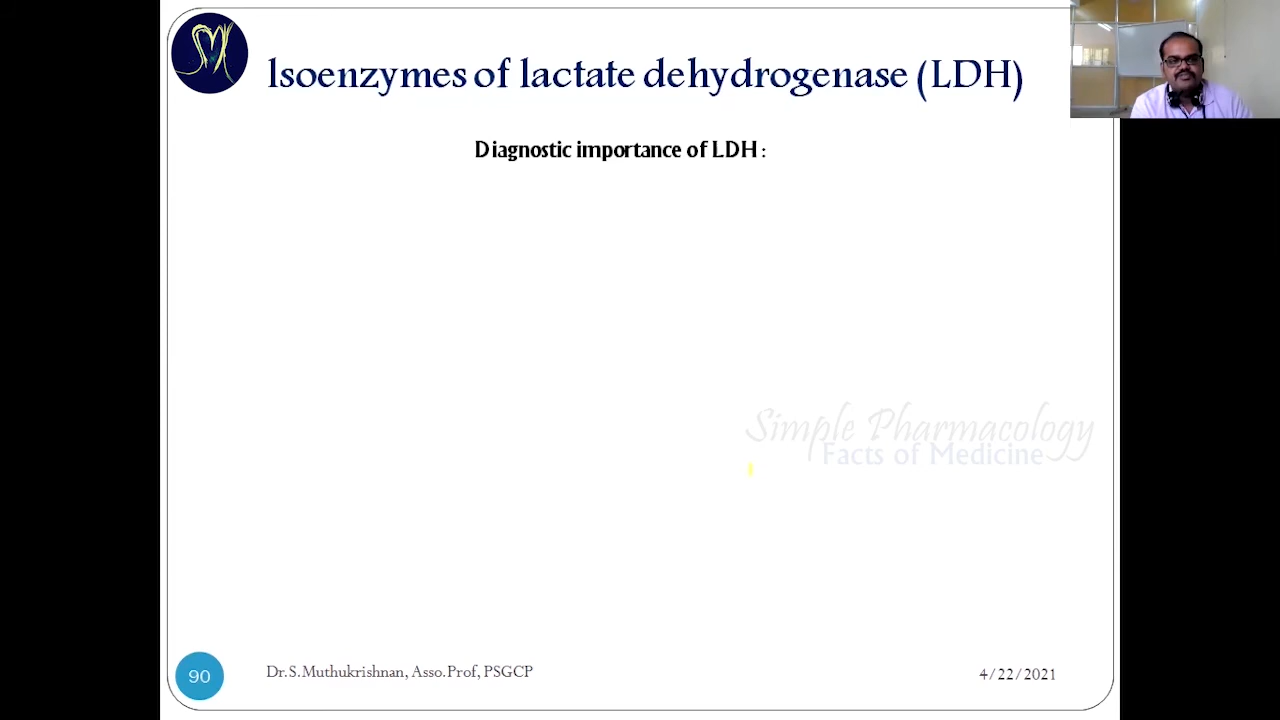 SMK
Isoenzymes of lactate dehydrogenase (LDH)
Diagnostic importance of LDH :
Simple Pharmacology
Facts of Medicine
90
Dr.S.Muthukrishnan, Asso.Prof, PSGCP
4/22/2021